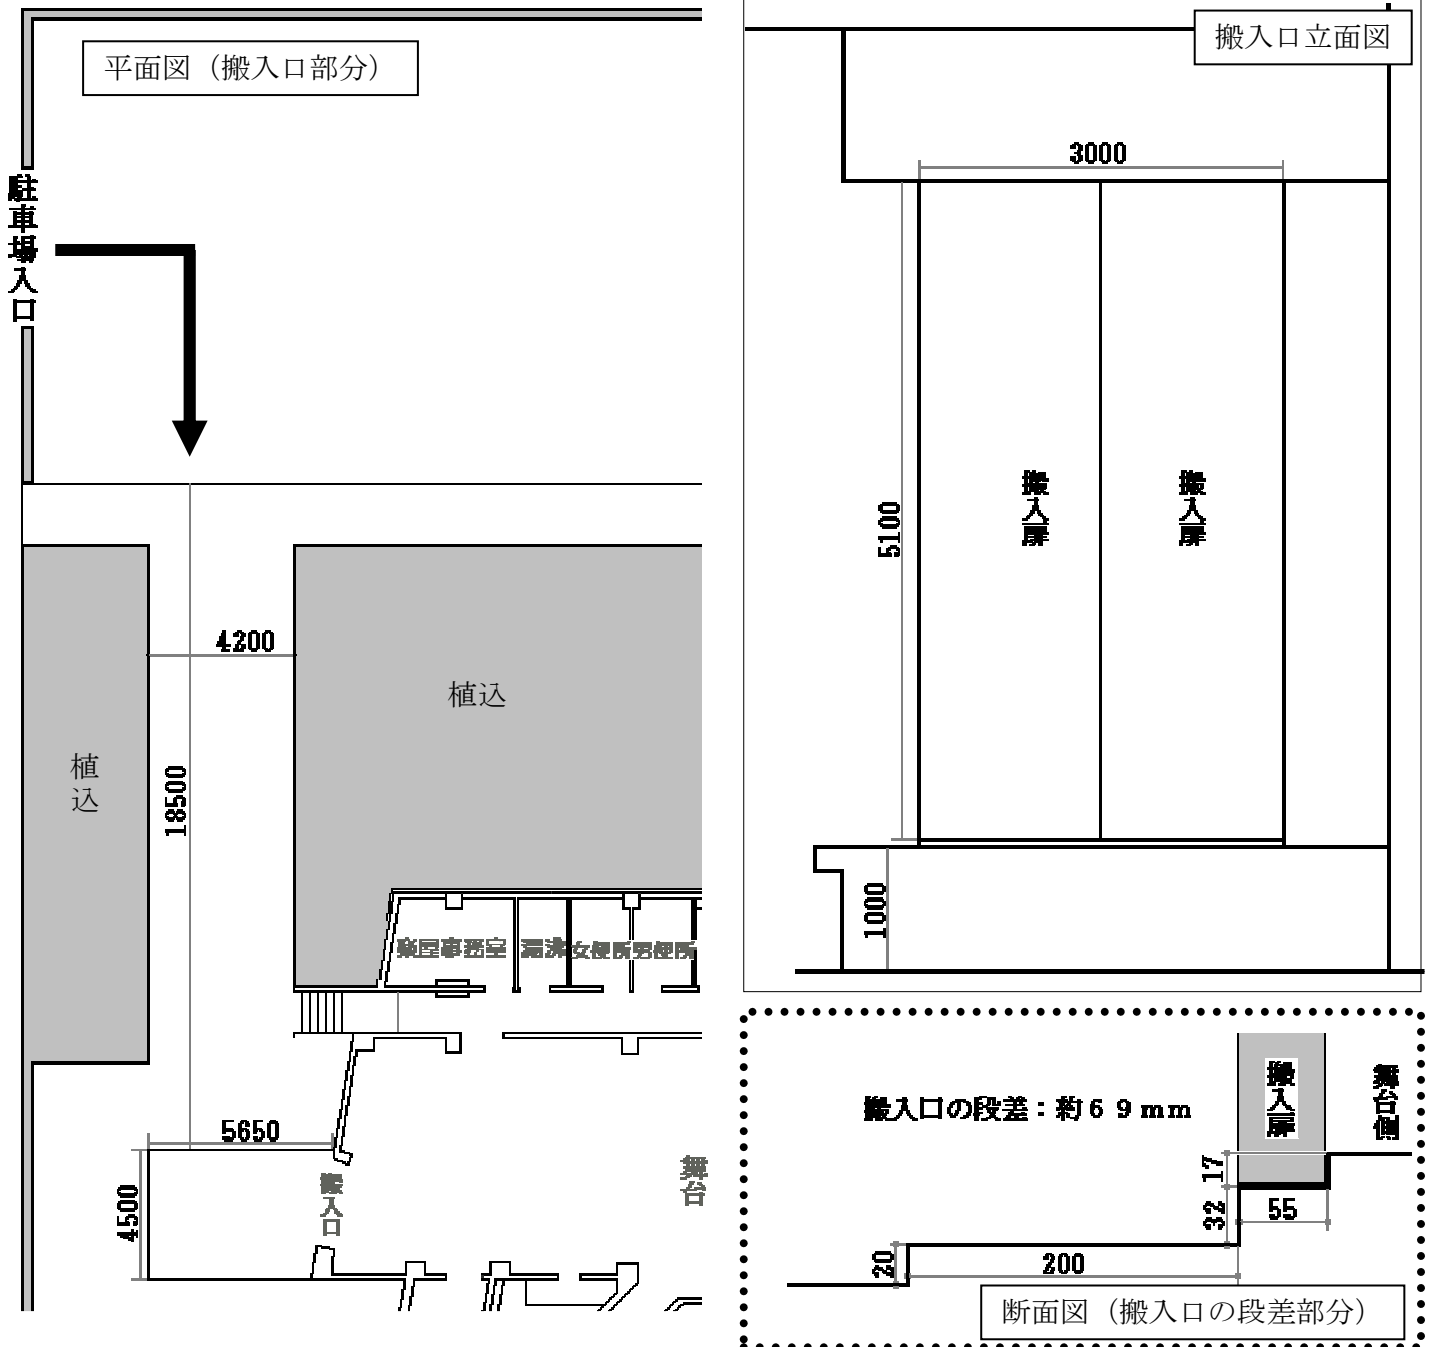 平面図（搬入口部分）
駐車場入口
4200
植込
植込
18500
楽屋事務室
湯沸
女便所
男便所
5650
4500
搬入口
舞台
搬入口立面図
3000
5100
搬入扉
搬入扉
1000
搬入口の段差：約６９mm
搬入扉
舞台側
17
32
55
20
200
断面図（搬入口の段差部分）